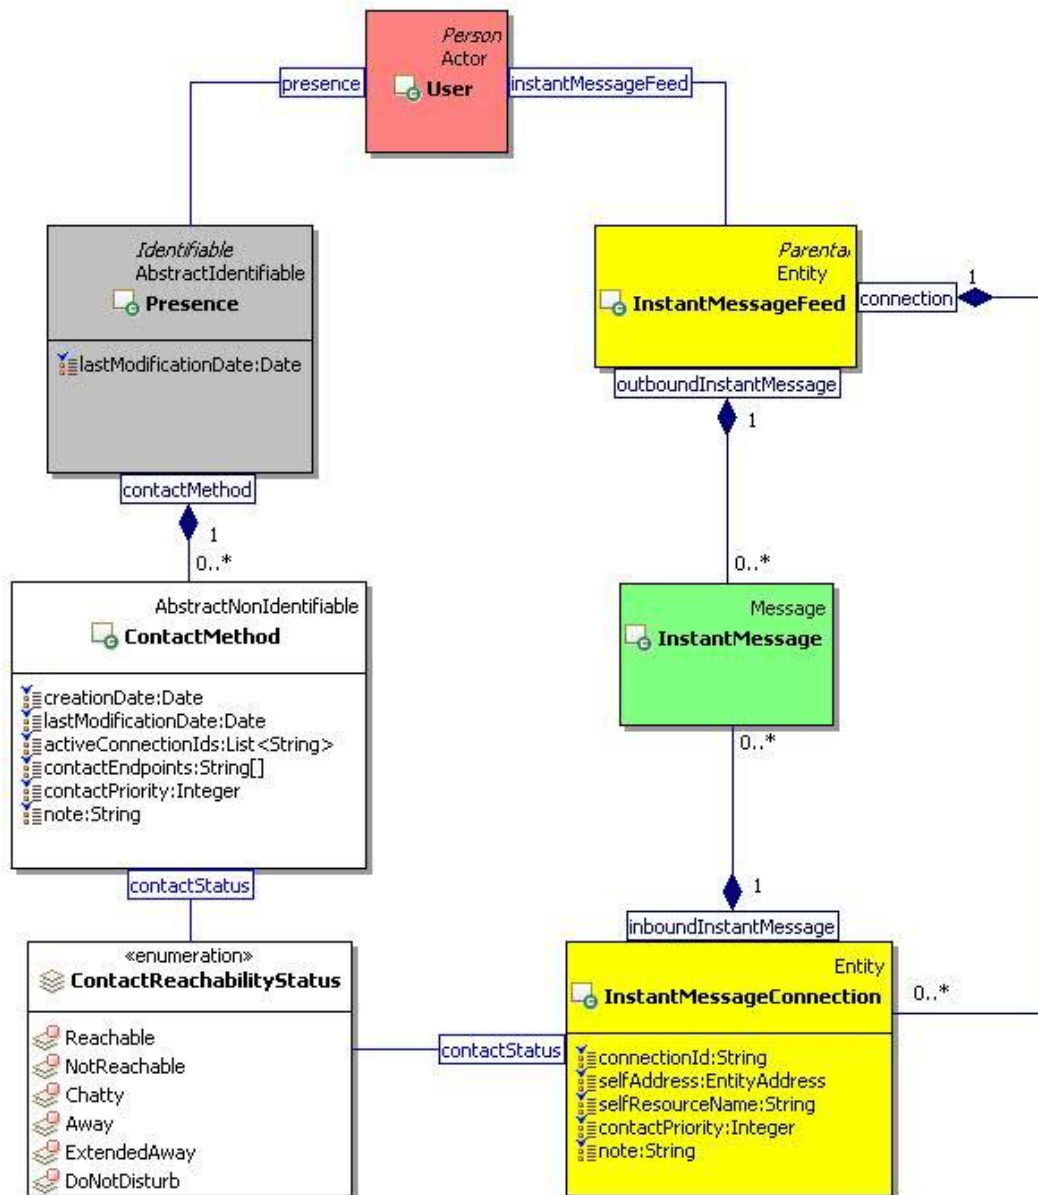 Person
Actor
User
presence
instantMessageFeed
Identifiable
AbstractIdentifiable
Presence
lastModificationDate:Date
contactMethod
1
0..*
Parental
Entity
InstantMessageFeed
connection
1
outboundInstantMessage
1
0..*
AbstractNonIdentifiable
ContactMethod
creationDate:Date
lastModificationDate:Date
activeConnectionIds:List<String>
contactEndpoints:String[]
contactPriority:Integer
note:String
contactStatus
Message
InstantMessage
0..*
1
inboundInstantMessage
«enumeration»
ContactReachabilityStatus
Reachable
NotReachable
Chatty
Away
ExtendedAway
DoNotDisturb
contactStatus
Entity
InstantMessageConnection
0..*
connectionId:String
selfAddress:EntityAddress
selfResourceName:String
contactPriority:Integer
note:String